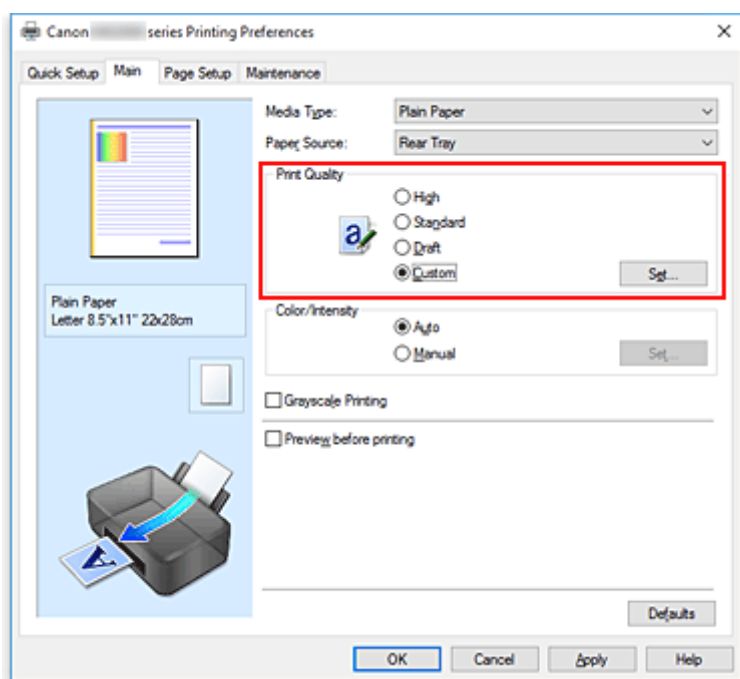 Canon series Printing Preferences
Quick Setup Main Page Setup Maintenance
Media Type: Plain Paper
Paper Source: Rear Tray
Print Quality
High
a Standard
Draft
Custom Set...
Plain Paper
Letter 8.5"x11" 22x28cm
Color/Intensity
Auto
Manual Set...
Grayscale Printing
Preview before printing
A
Defaults
OK Cancel Apply Help